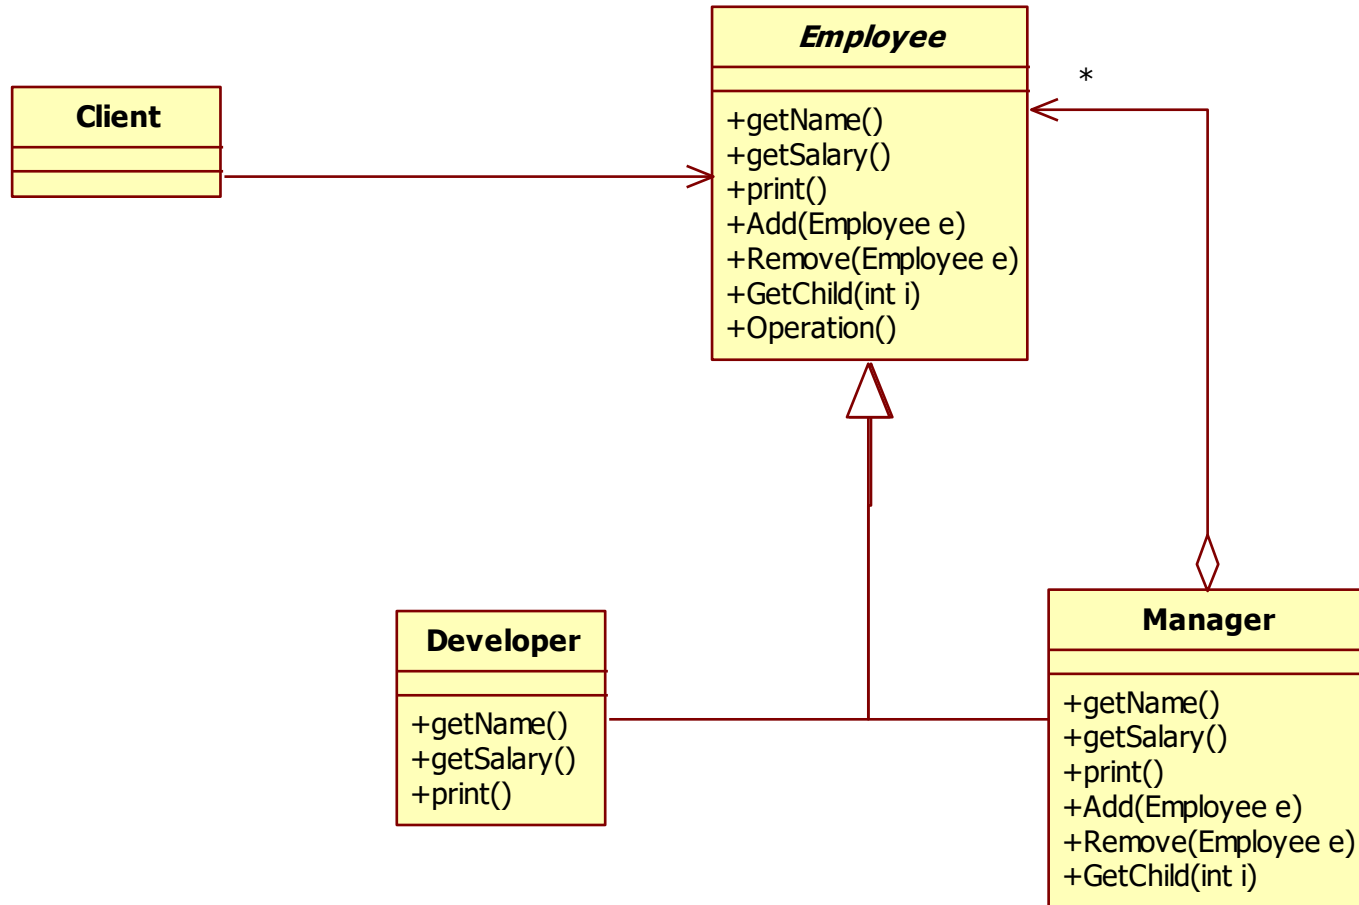 Employee
*
Client
+getName()
+getSalary()
+print()
+Add(Employee e)
+Remove(Employee e)
+GetChild(int i)
+Operation()
Developer
+getName()
+getSalary()
+print()
Manager
+getName()
+getSalary()
+print()
+Add(Employee e)
+Remove(Employee e)
+GetChild(int i)